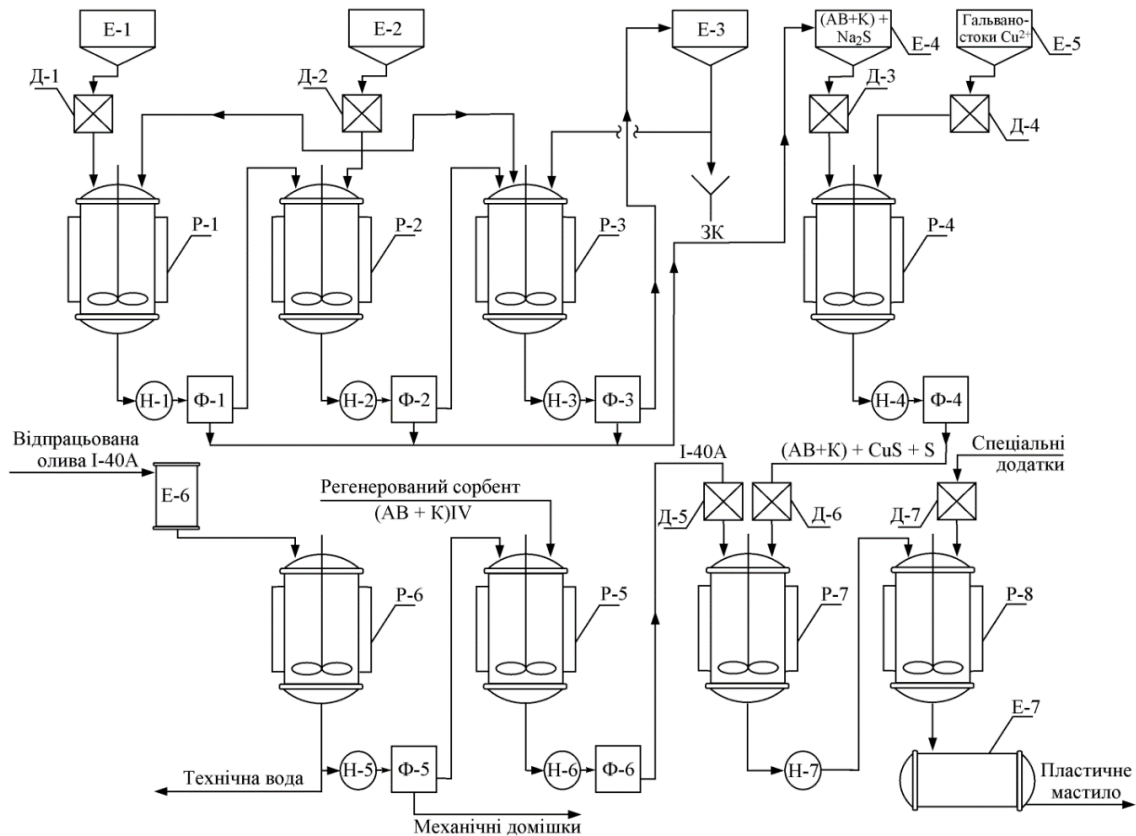 Е-1
Е-2
Е-3
(АВ+К) +
Na₂S
Е-4
Гальвано-
стоки Cu²⁺
Е-5
Д-1
Д-2
Д-3
Д-4
Р-1
Р-2
Р-3
ЗК
Р-4
Н-1
Ф-1
Н-2
Ф-2
Н-3
Ф-3
Н-4
Ф-4
Відпрацьована
олива І-40А
Е-6
Регенерований сорбент
(АВ + К)IV
І-40А
(АВ+К) + CuS + S
Спеціальні
додатки
Д-5
Д-6
Д-7
Р-6
Р-5
Р-7
Р-8
Е-7
Технічна вода
Н-5
Ф-5
Н-6
Ф-6
Н-7
Механічні домішки
Пластичне
мастило